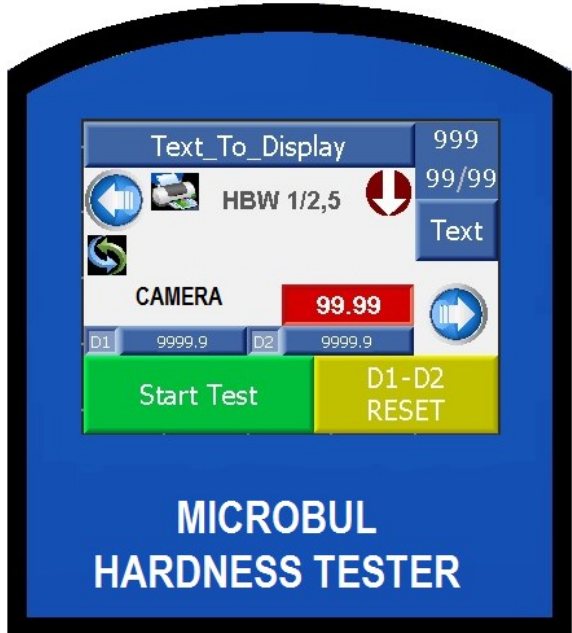 Text_To_Display
999
99/99
HBW 1/2,5
Text
CAMERA
99.99
D1 9999.9 D2 9999.9
Start Test
D1-D2
RESET
MICROBUL
HARDNESS TESTER